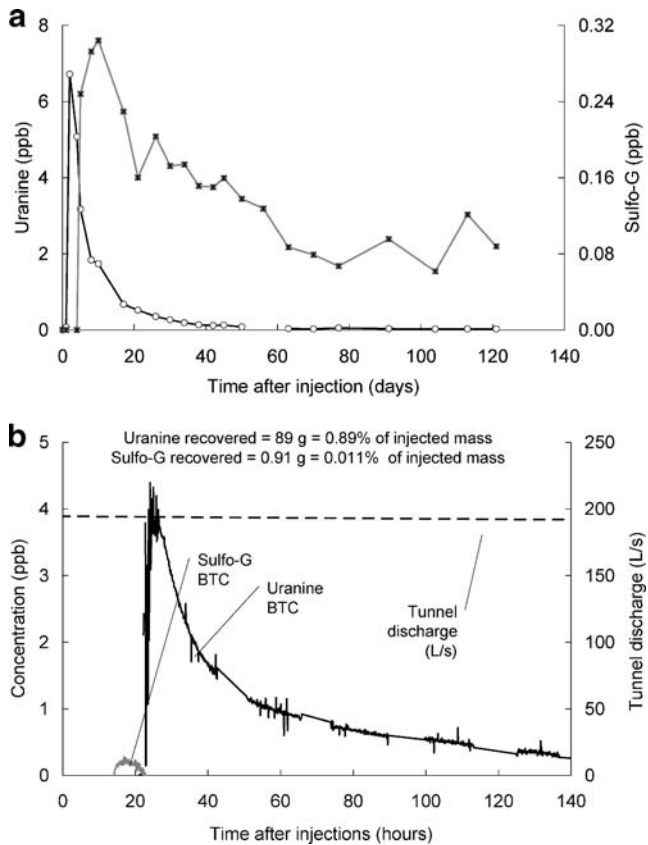 a
8
6
4
2
0
Uranine (ppb)
0.32
0.24
0.16
0.08
0.00
Sulfo-G (ppb)
0 20 40 60 80 100 120 140
Time after injection (days)
b
Uranine recovered = 89 g = 0.89% of injected mass
Sulfo-G recovered = 0.91 g = 0.011% of injected mass
5
4
3
2
1
0
Concentration (ppb)
Sulfo-G
BTC
Uranine
BTC
Tunnel
discharge
(L/s)
250
200
150
100
50
0
Tunnel discharge (L/s)
0 20 40 60 80 100 120 140
Time after injections (hours)